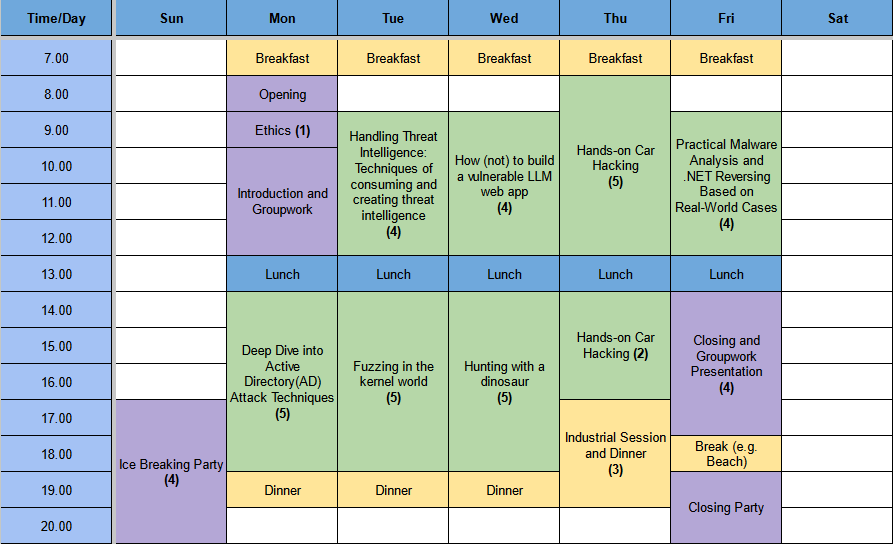 Time/Day Sun Mon Tue Wed Thu Fri Sat
7.00 Breakfast Breakfast Breakfast Breakfast Breakfast
8.00 Opening
9.00 Ethics (1)
10.00
11.00
12.00
Introduction and
Groupwork
Handling Threat
Intelligence:
Techniques of
consuming and
creating threat
intelligence
(4)
How (not) to build
a vulnerable LLM
web app
(4)
Hands-on Car
Hacking
(5)
Practical Malware
Analysis and
.NET Reversing
Based on
Real-World Cases
(4)
13.00 Lunch Lunch Lunch Lunch Lunch
14.00
15.00
16.00
17.00
18.00
Deep Dive into
Active
Directory(AD)
Attack Techniques
(5)
Fuzzing in the
kernel world
(5)
Hunting with a
dinosaur
(5)
Hands-on Car
Hacking (2)
Closing and
Groupwork
Presentation
(4)
Ice Breaking Party
(4)
Industrial Session
and Dinner
(3)
Break (e.g.
Beach)
19.00 Dinner Dinner Dinner
20.00
Closing Party